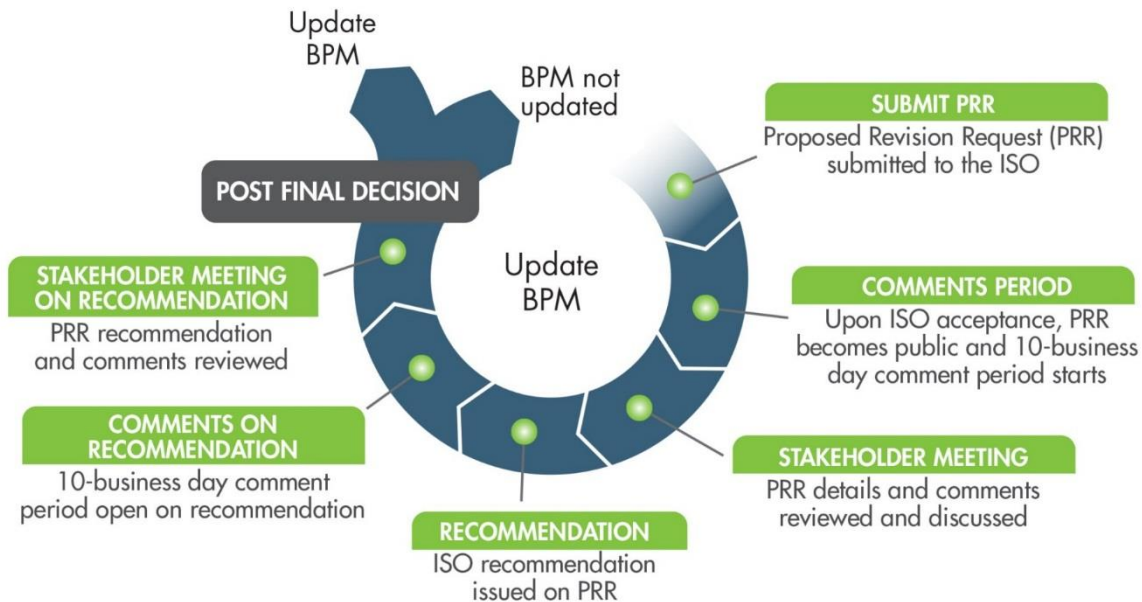 Update
BPM
BPM not
updated
SUBMIT PRR
Proposed Revision Request (PRR)
submitted to the ISO
POST FINAL DECISION
Update
BPM
STAKEHOLDER MEETING
ON RECOMMENDATION
PRR recommendation
and comments reviewed
COMMENTS PERIOD
Upon ISO acceptance, PRR
becomes public and 10-business
day comment period starts
COMMENTS ON
RECOMMENDATION
10-business day comment
period open on recommendation
STAKEHOLDER MEETING
PRR details and comments
reviewed and discussed
RECOMMENDATION
ISO recommendation
issued on PRR